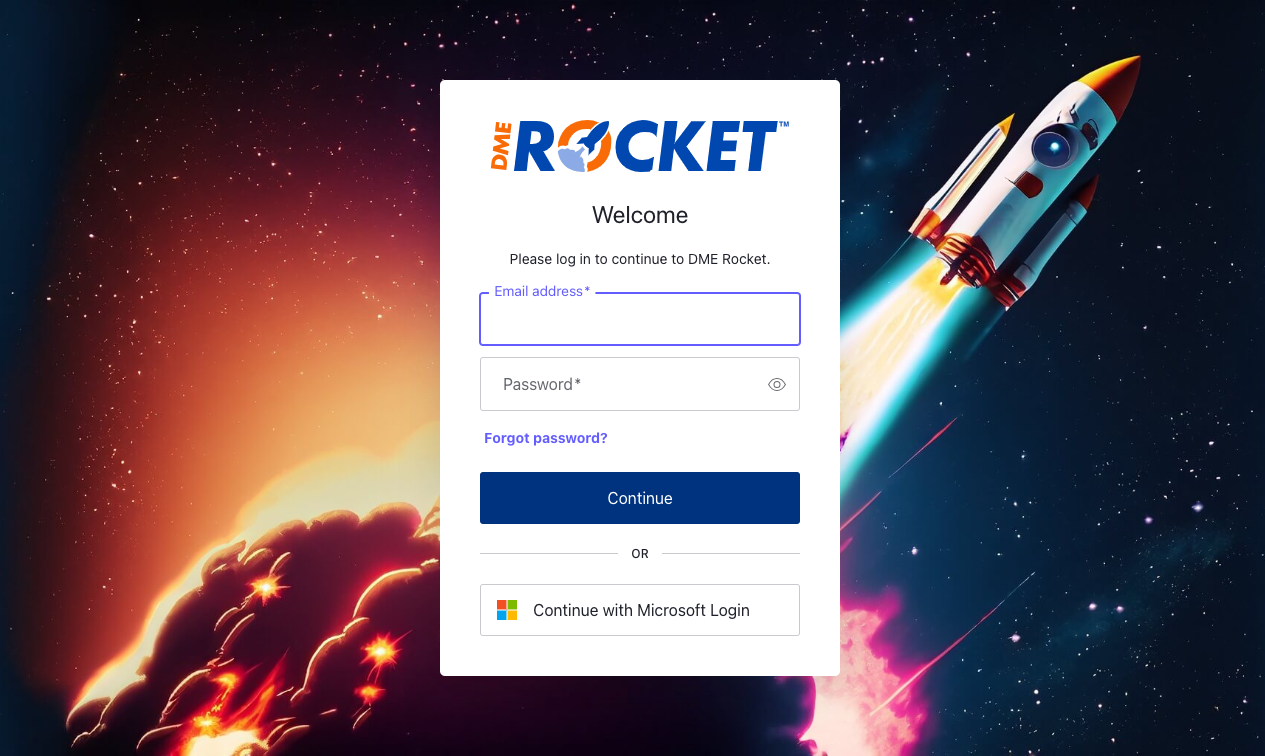 DME ROCKET™
Welcome
Please log in to continue to DME Rocket.
Email address*
Password*
Forgot password?
Continue
OR
Continue with Microsoft Login